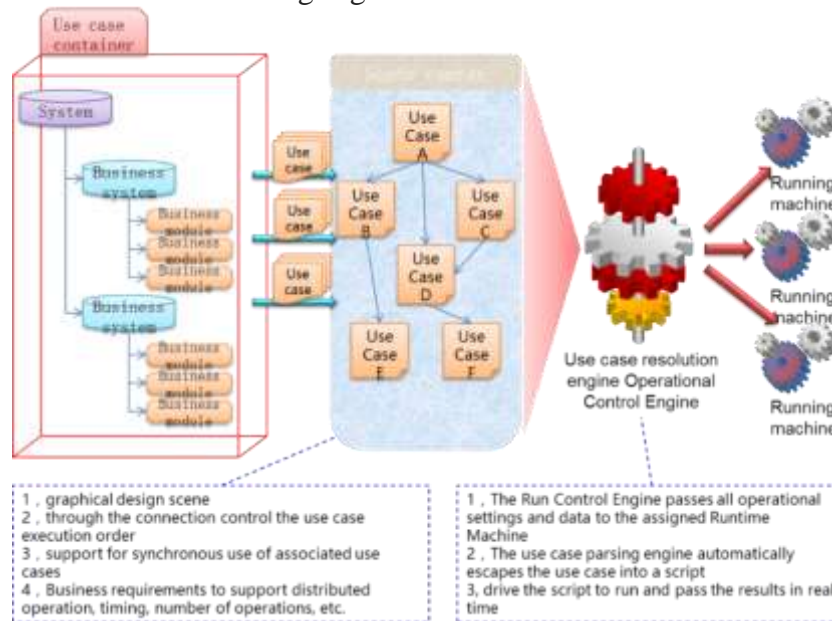 Use case
container
System
Business
system
Business
module
Business
module
Business
module
Business
system
Business
module
Business
module
Business
module
Use
case
Use
case
Use
case
Use
Case
A
Use
Case
B
Use
Case
C
Use
Case
D
Use
Case
E
Use
Case
F
Use case resolution
engine Operational
Control Engine
Running
machine
Running
machine
Running
machine
1 , graphical design scene
2 , through the connection control the use case
execution order
3 , support for synchronous use of associated use
cases
4 , Business requirements to support distributed
operation, timing, number of operations, etc.
1 , The Run Control Engine passes all operational
settings and data to the assigned Runtime
Machine
2 , The use case parsing engine automatically
escapes the use case into a script
3, drive the script to run and pass the results in real
time